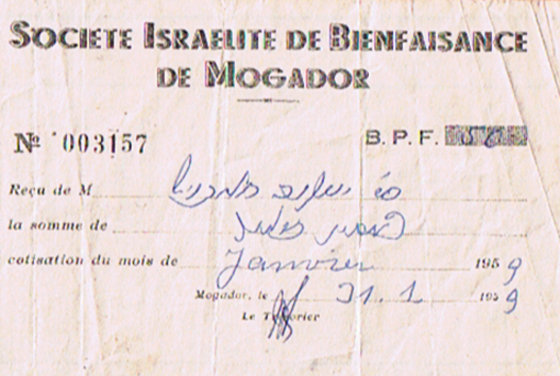 SOCIETE ISRAELITE DE BIENFAISANCE
DE MOGADOR
Nº 003157
B. P. F.
Reçu de M
la somme de
cotisation du mois de Janvier 1959
Mogador, le 31.1 1959
Le Trésorier